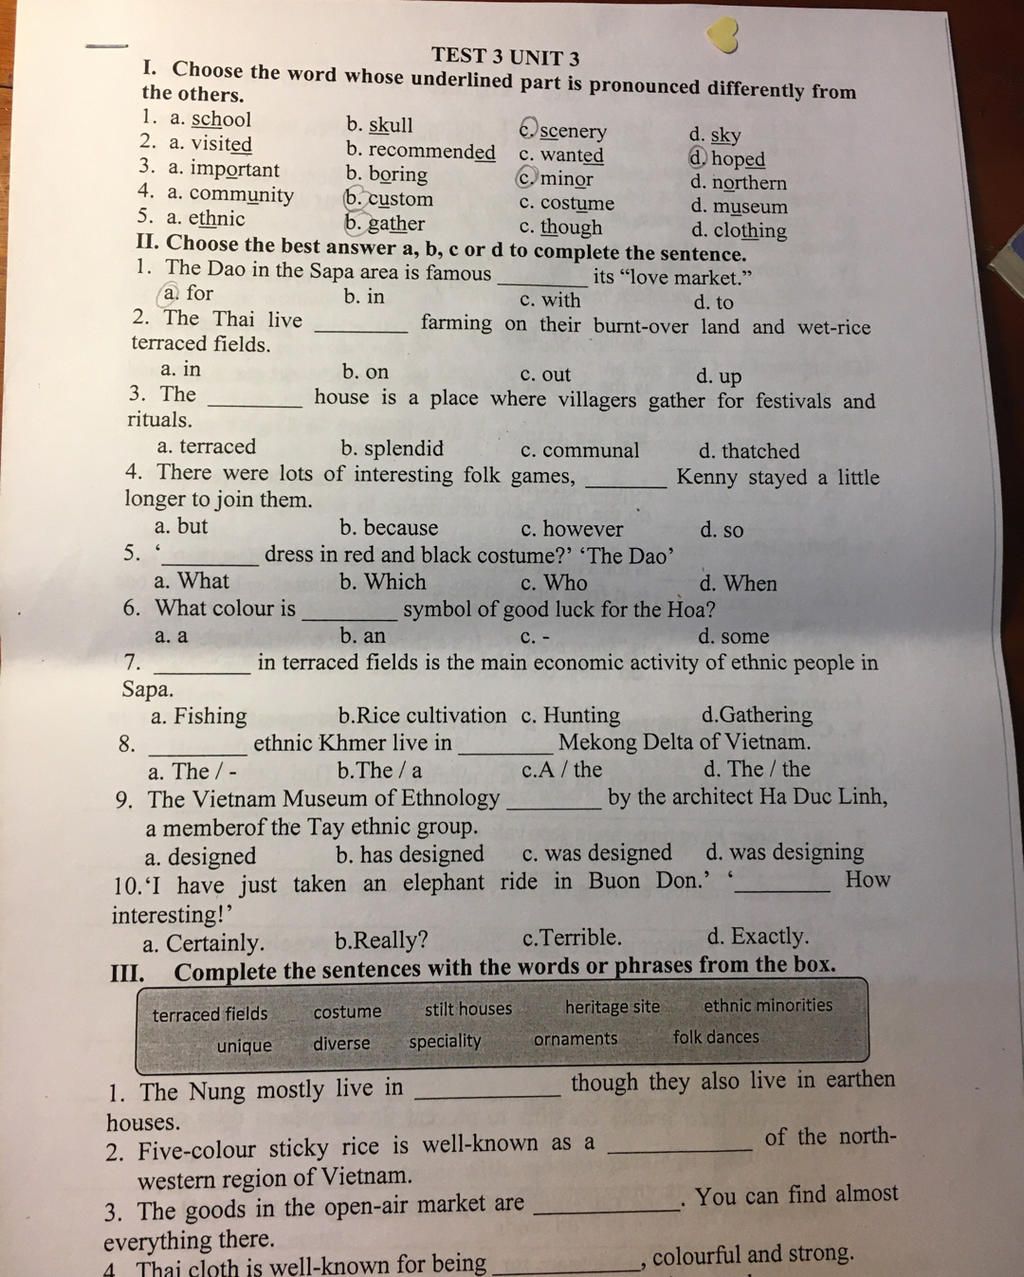 TEST 3 UNIT 3
I. Choose the word whose underlined part is pronounced differently from
the others.
1. a. school b. skull c. scenery d. sky
2. a. visited b. recommended c. wanted d. hoped
3. a. important b. boring c. minor d. northern
4. a. community b. custom c. costume d. museum
5. a. ethnic b. gather c. though d. clothing
II. Choose the best answer a, b, c or d to complete the sentence.
1. The Dao in the Sapa area is famous ________ its “love market.”
a. for b. in c. with d. to
2. The Thai live ________ farming on their burnt-over land and wet-rice
terraced fields.
a. in b. on c. out d. up
3. The ________ house is a place where villagers gather for festivals and
rituals.
a. terraced b. splendid c. communal d. thatched
4. There were lots of interesting folk games, ________ Kenny stayed a little
longer to join them.
a. but b. because c. however d. so
5. ‘________ dress in red and black costume?’ ‘The Dao’
a. What b. Which c. Who d. When
6. What colour is ________ symbol of good luck for the Hoa?
a. a b. an c. - d. some
7. ________ in terraced fields is the main economic activity of ethnic people in
Sapa.
a. Fishing b.Rice cultivation c. Hunting d.Gathering
8. ________ ethnic Khmer live in ________ Mekong Delta of Vietnam.
a. The / - b.The / a c.A / the d. The / the
9. The Vietnam Museum of Ethnology ________ by the architect Ha Duc Linh,
a memberof the Tay ethnic group.
a. designed b. has designed c. was designed d. was designing
10.‘I have just taken an elephant ride in Buon Don.’ ‘________ How
interesting!’
a. Certainly. b.Really? c.Terrible. d. Exactly.
III. Complete the sentences with the words or phrases from the box.
terraced fields costume stilt houses heritage site ethnic minorities
unique diverse speciality ornaments folk dances
1. The Nung mostly live in ____________ though they also live in earthen
houses.
2. Five-colour sticky rice is well-known as a ____________ of the north-
western region of Vietnam.
3. The goods in the open-air market are ____________. You can find almost
everything there.
4 Thai cloth is well-known for being ____________, colourful and strong.